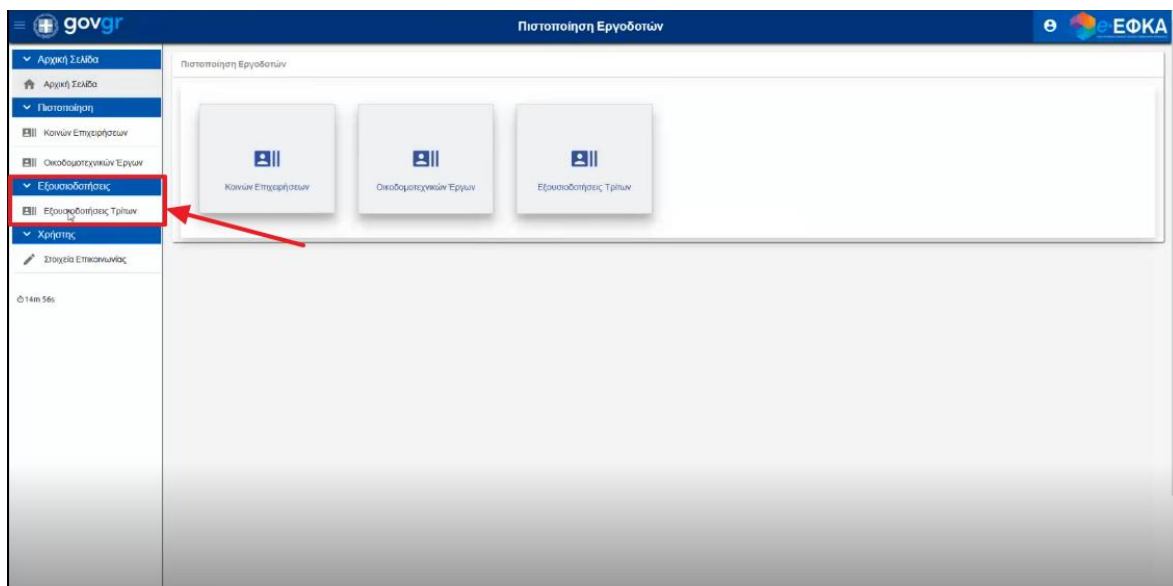 govgr
Πιστοποίηση Εργοδοτών
e-ΕΦΚΑ
Αρχική Σελίδα
Αρχική Σελίδα
Πιστοποίηση
Κοινών Επιχειρήσεων
Οικοδομοτεχνικών Έργων
Εξουσιοδοτήσεις
Εξουσιοδοτήσεις Τρίτων
Χρήστης
Στοιχεία Επικοινωνίας
14m 56s
Πιστοποίηση Εργοδοτών
Κοινών Επιχειρήσεων
Οικοδομοτεχνικών Έργων
Εξουσιοδοτήσεις Τρίτων